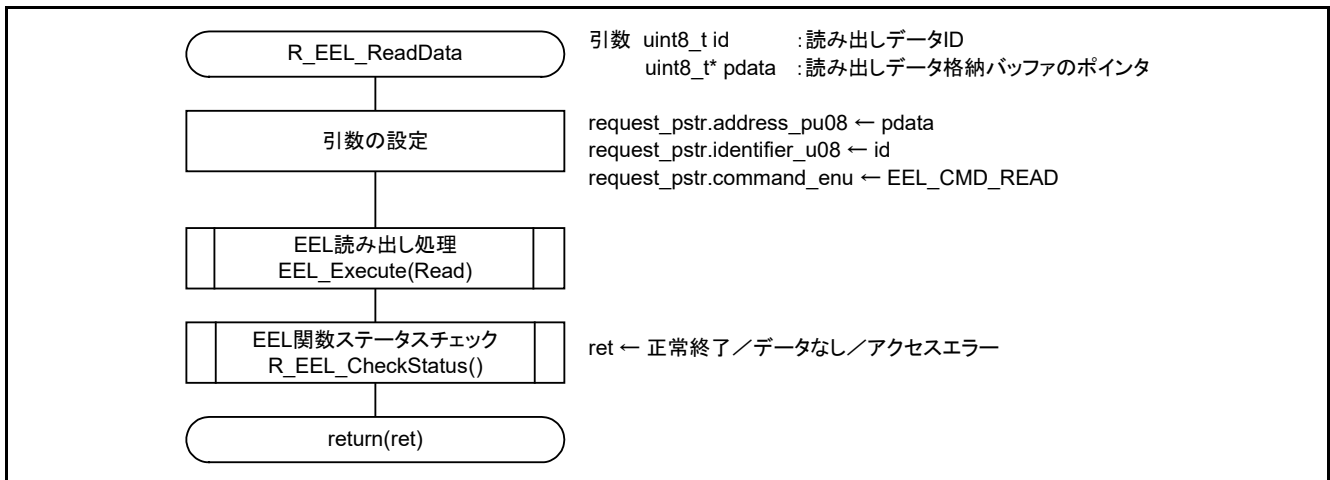 R_EEL_ReadData
引数 uint8_t id :読み出しデータID
uint8_t* pdata :読み出しデータ格納バッファのポインタ
引数の設定
request_pstr.address_pu08 ← pdata
request_pstr.identifier_u08 ← id
request_pstr.command_enu ← EEL_CMD_READ
EEL読み出し処理
EEL_Execute(Read)
EEL関数ステータスチェック
R_EEL_CheckStatus()
ret ← 正常終了／データなし／アクセスエラー
return(ret)